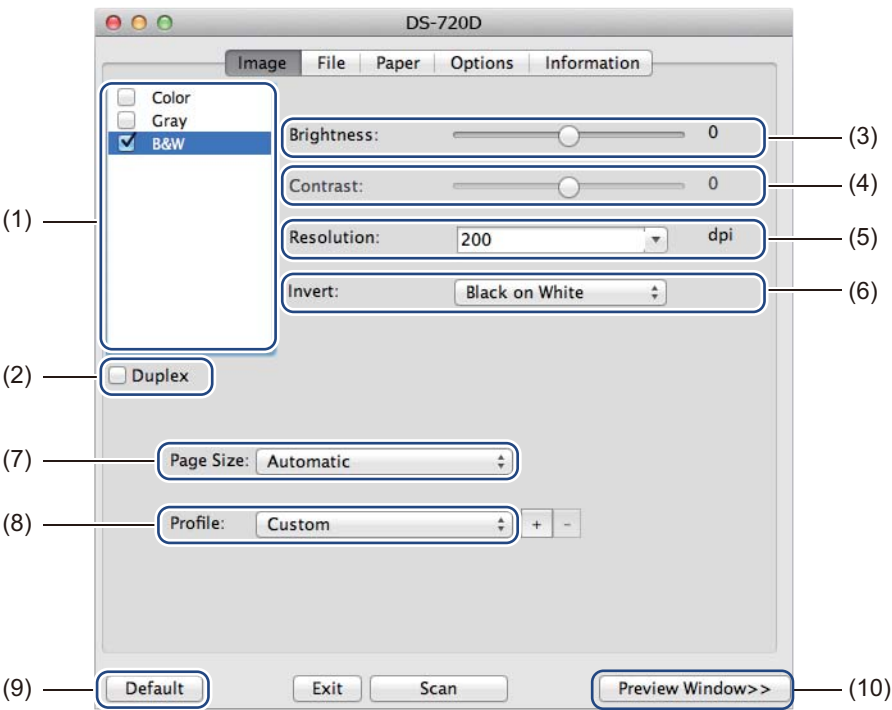 DS-720D
Image File Paper Options Information
Color
Gray
B&W
Brightness: 0
(3)
Contrast: 0
(4)
(1)
Resolution: 200 dpi
(5)
Invert: Black on White
(6)
(2)
Duplex
(7)
Page Size: Automatic
(8)
Profile: Custom + -
(9)
Default Exit Scan Preview Window>>
(10)